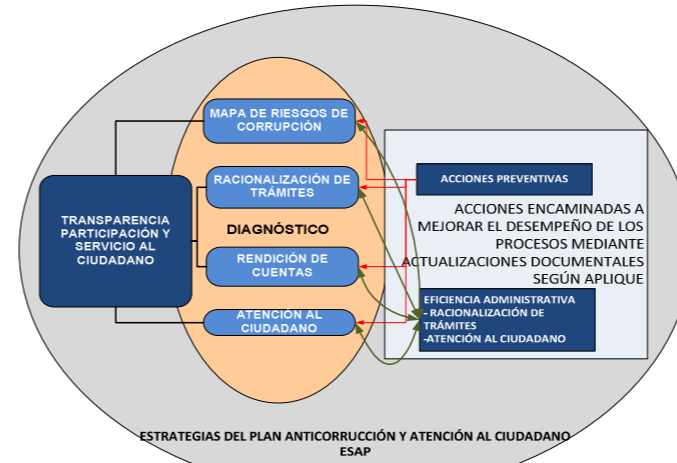 MAPA DE RIESGOS DE
CORRUPCIÓN
RACIONALIZACIÓN DE
TRÁMITES
TRANSPARENCIA
PARTICIPACIÓN Y
SERVICIO AL
CIUDADANO
DIAGNÓSTICO
RENDICIÓN DE
CUENTAS
ATENCIÓN AL
CIUDADANO
ACCIONES PREVENTIVAS
ACCIONES ENCAMINADAS A
MEJORAR EL DESEMPEÑO DE LOS
PROCESOS MEDIANTE
ACTUALIZACIONES DOCUMENTALES
SEGÚN APLIQUE
EFICIENCIA ADMINISTRATIVA
- RACIONALIZACIÓN DE
TRÁMITES
-ATENCIÓN AL CIUDADANO
ESTRATEGIAS DEL PLAN ANTICORRUCCIÓN Y ATENCIÓN AL CIUDADANO
ESAP